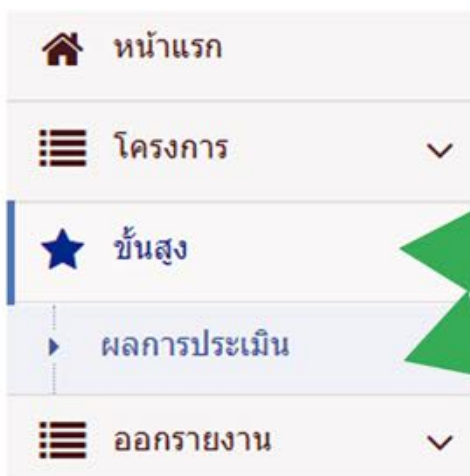 หน้าแรก
โครงการ
ขั้นสูง
ผลการประเมิน
ออกรายงาน